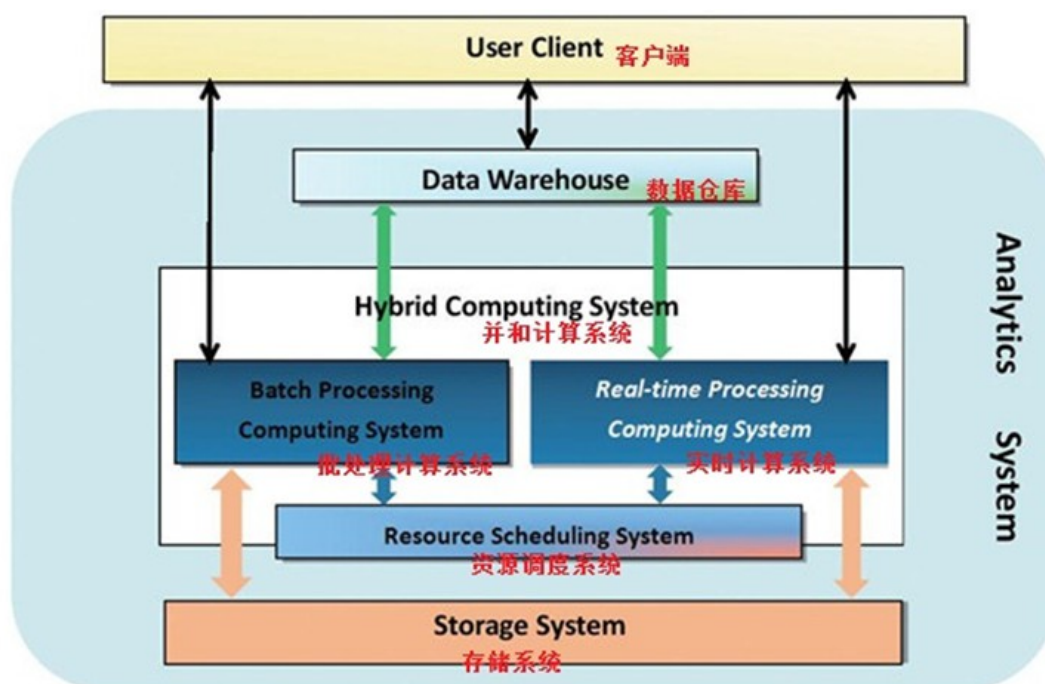 User Client 客户端
Data Warehouse 数据仓库
Hybrid Computing System
并和计算系统
Batch Processing
Computing System
批处理计算系统
Real-time Processing
Computing System
实时计算系统
Resource Scheduling System
资源调度系统
Storage System
存储系统
Analytics System